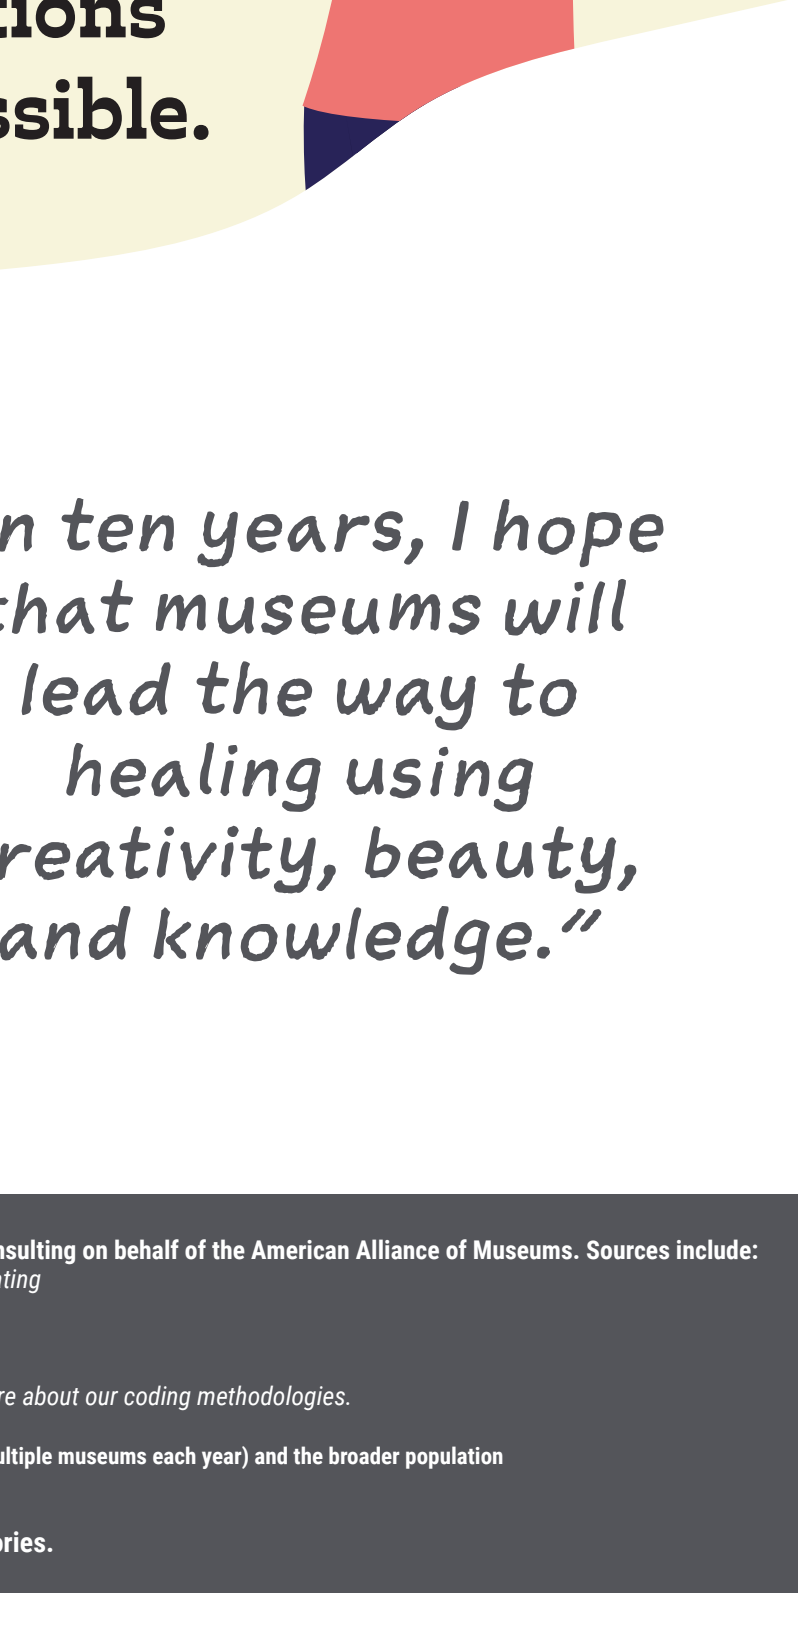 tions
ssible.
n ten years, I hope
that museums will
lead the way to
healing using
reativity, beauty,
and knowledge.”
nsulting on behalf of the American Alliance of Museums. Sources include:
ating
re about our coding methodologies.
ultiple museums each year) and the broader population
ories.